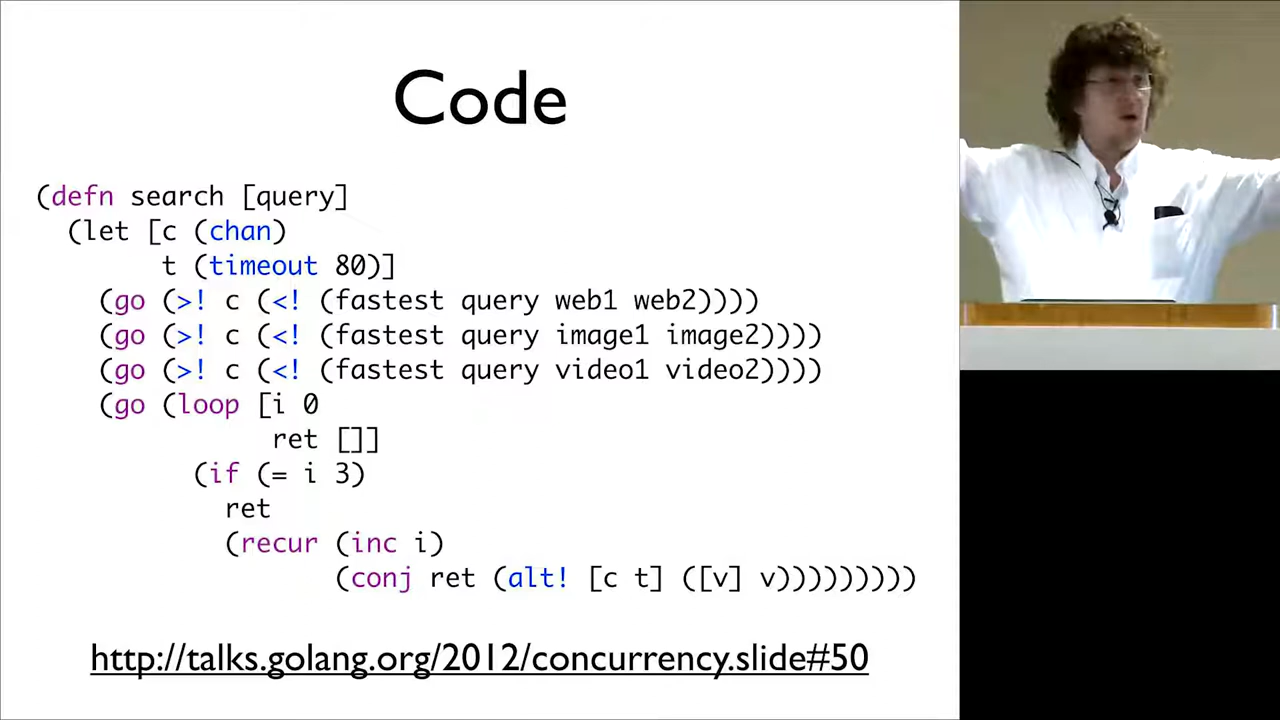 Code
(defn search [query]
  (let [c (chan)
        t (timeout 80)]
    (go (>! c (<! (fastest query web1 web2))))
    (go (>! c (<! (fastest query image1 image2))))
    (go (>! c (<! (fastest query video1 video2))))
    (go (loop [i 0
               ret []]
          (if (= i 3)
            ret
            (recur (inc i)
                   (conj ret (alt! [c t] ([v] v)))))))))
http://talks.golang.org/2012/concurrency.slide#50